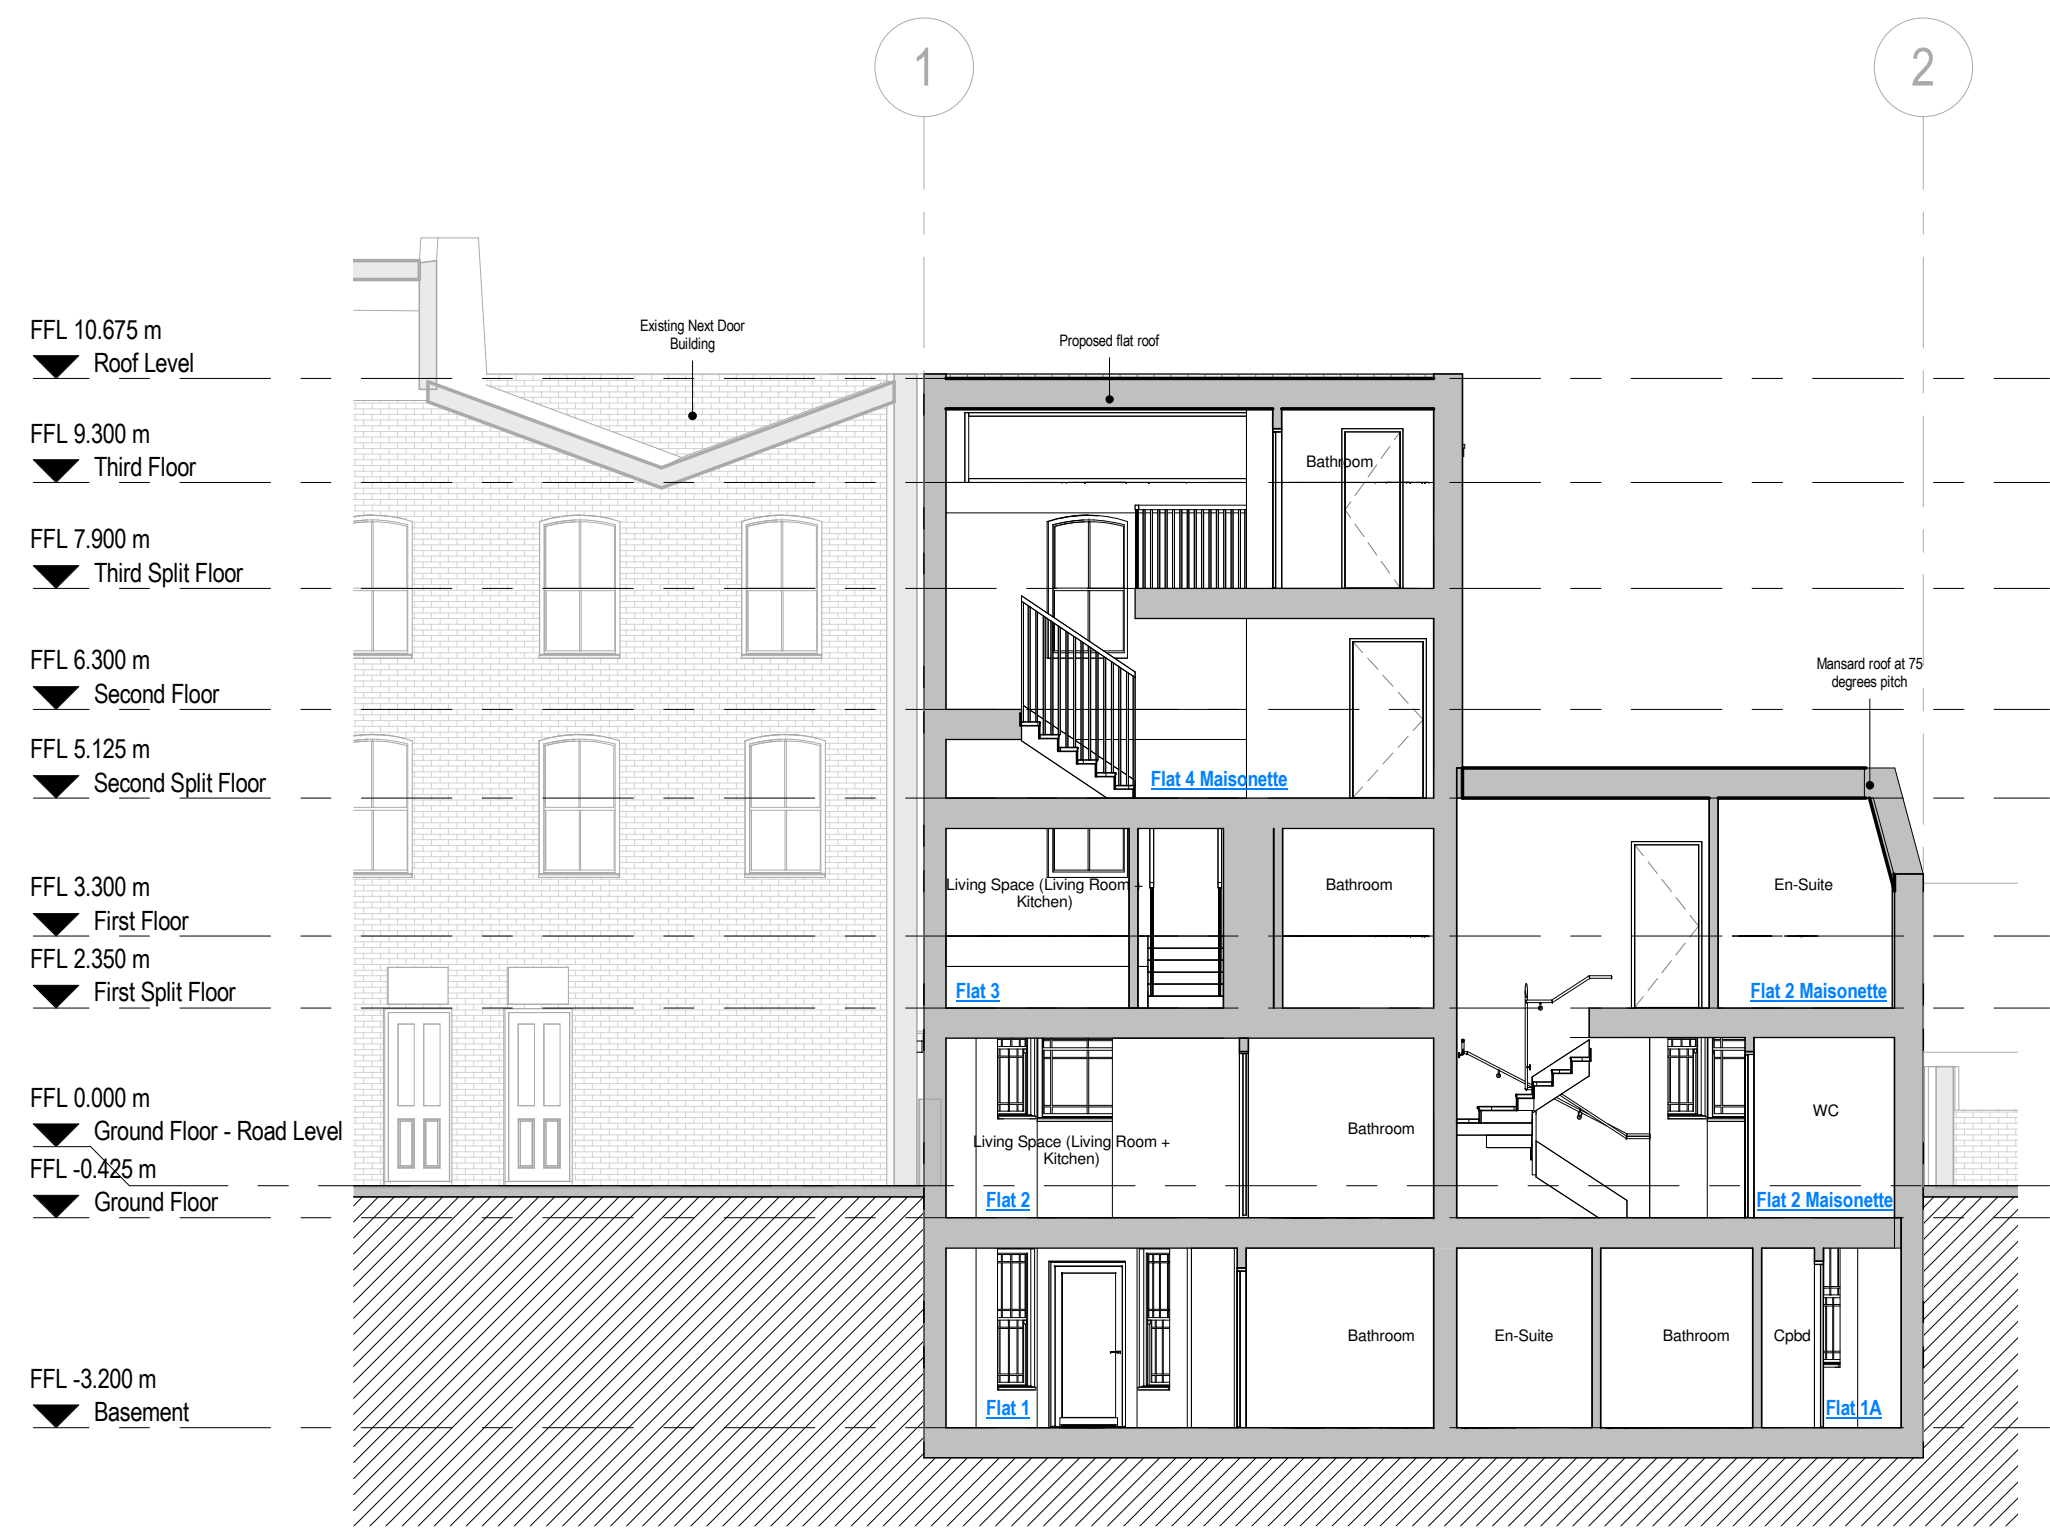 1
2
FFL 10.675 m
Roof Level
Existing Next Door
Building
Proposed flat roof
FFL 9.300 m
Third Floor
Bathroom
FFL 7.900 m
Third Split Floor
FFL 6.300 m
Second Floor
Mansard roof at 75
degrees pitch
FFL 5.125 m
Second Split Floor
Flat 4 Maisonette
FFL 3.300 m
First Floor
Living Space (Living Room +
Kitchen)
Bathroom
En-Suite
FFL 2.350 m
First Split Floor
Flat 3
Flat 2 Maisonette
FFL 0.000 m
Ground Floor - Road Level
Living Space (Living Room +
Kitchen)
Bathroom
WC
FFL -0.425 m
Ground Floor
Flat 2
Flat 2 Maisonette
Bathroom
En-Suite
Bathroom
Cpbd
FFL -3.200 m
Basement
Flat 1
Flat 1A